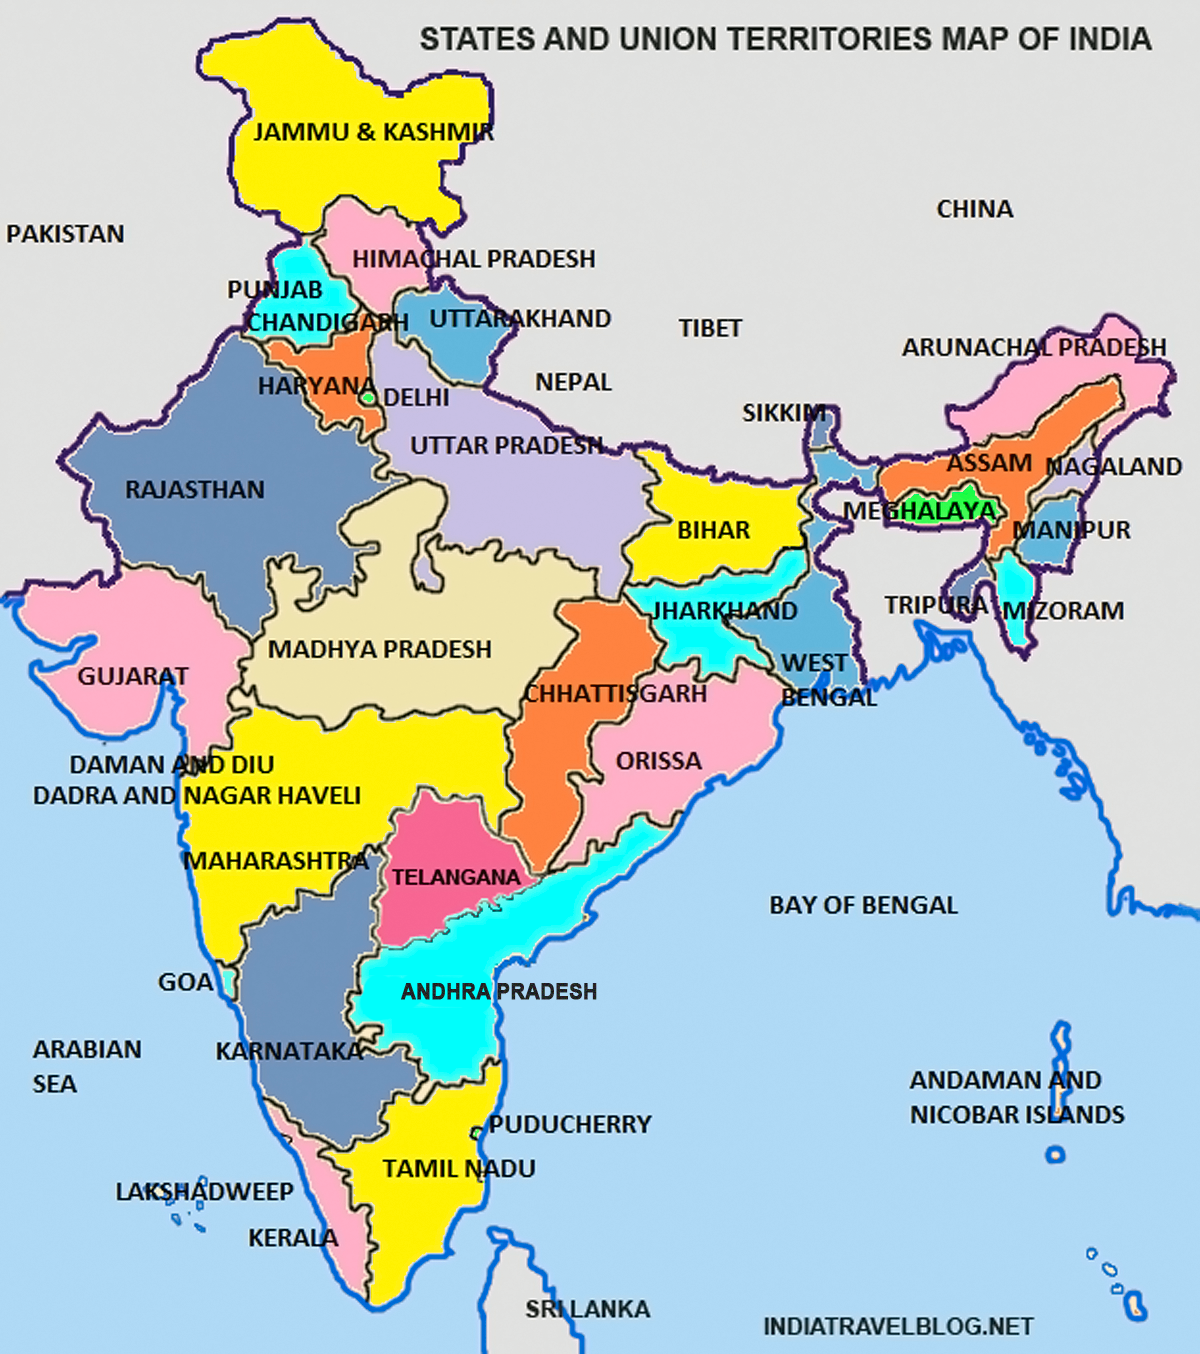 STATES AND UNION TERRITORIES MAP OF INDIA
JAMMU & KASHMIR
CHINA
PAKISTAN
HIMACHAL PRADESH
PUNJAB
CHANDIGARH
UTTARAKHAND
TIBET
ARUNACHAL PRADESH
NEPAL
HARYANA
DELHI
SIKKIM
UTTAR PRADESH
ASSAM
NAGALAND
RAJASTHAN
MEGHALAYA
BIHAR
MANIPUR
JHARKHAND
TRIPURA
MIZORAM
MADHYA PRADESH
WEST
BENGAL
GUJARAT
CHHATTISGARH
ORISSA
DAMAN AND DIU
DADRA AND NAGAR HAVELI
MAHARASHTRA
TELANGANA
BAY OF BENGAL
GOA
ANDHRA PRADESH
ARABIAN
SEA
KARNATAKA
ANDAMAN AND
NICOBAR ISLANDS
PUDUCHERRY
TAMIL NADU
LAKSHADWEEP
KERALA
SRI LANKA
INDIATRAVELBLOG.NET